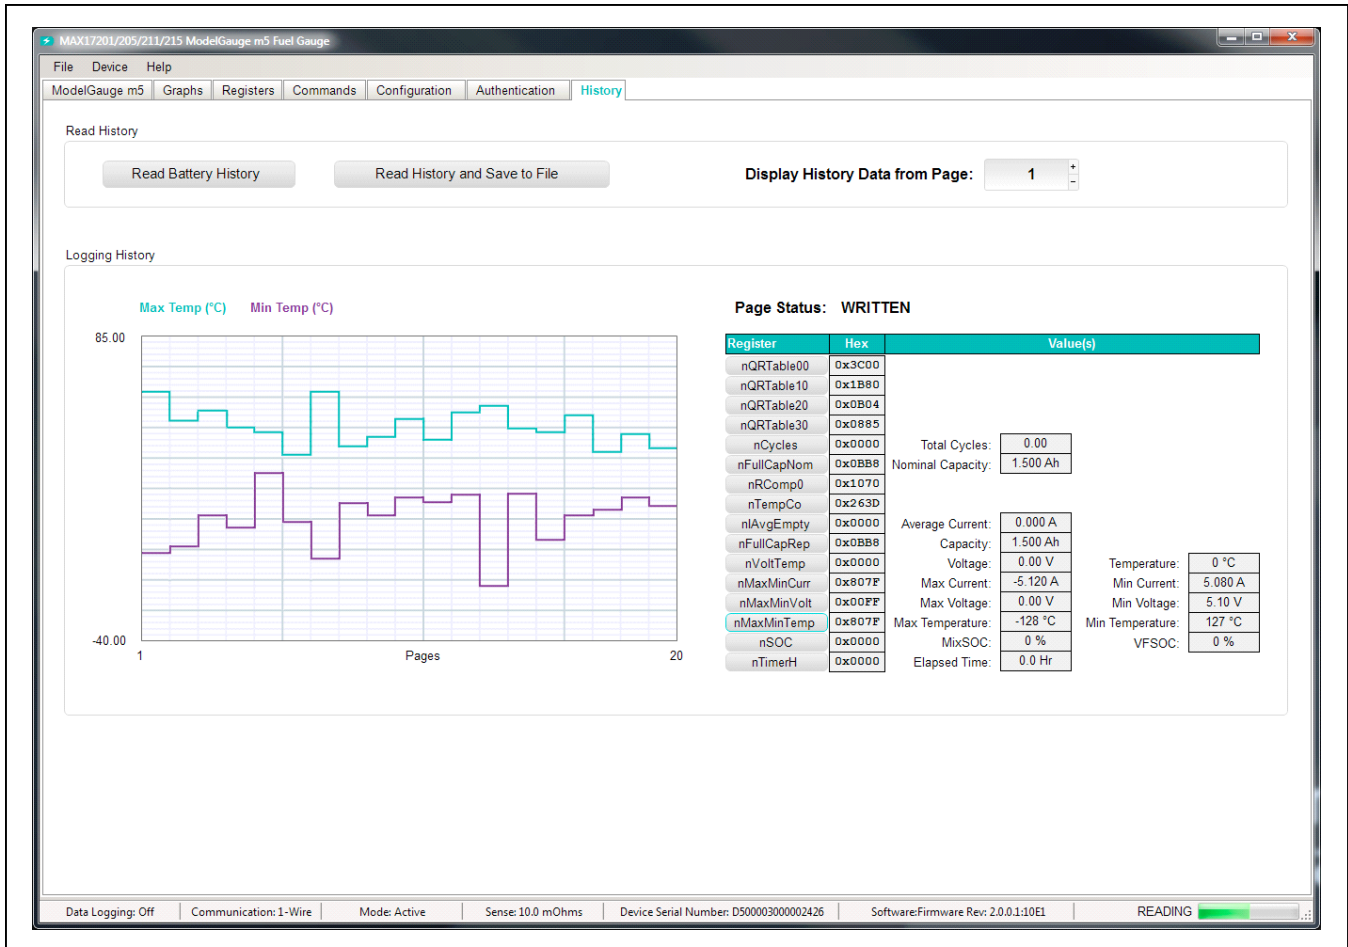 MAX17201/205/211/215 ModelGauge m5 Fuel Gauge
File Device Help
ModelGauge m5 Graphs Registers Commands Configuration Authentication History
Read History
Read Battery History Read History and Save to File Display History Data from Page: 1 + -
Logging History
Max Temp (°C) Min Temp (°C) Page Status: WRITTEN
85.00
-40.00
1 Pages 20
Register Hex Value(s)
nQRTable00 0x3C00
nQRTable10 0x1B80
nQRTable20 0x0B04
nQRTable30 0x0885
nCycles 0x0000 Total Cycles: 0.00
nFullCapNom 0x0BB8 Nominal Capacity: 1.500 Ah
nRComp0 0x1070
nTempCo 0x263D
nIAvgEmpty 0x0000 Average Current: 0.000 A
nFullCapRep 0x0BB8 Capacity: 1.500 Ah
nVoltTemp 0x0000 Voltage: 0.00 V Temperature: 0 °C
nMaxMinCurr 0x807F Max Current: -5.120 A Min Current: 5.080 A
nMaxMinVolt 0x00FF Max Voltage: 0.00 V Min Voltage: 5.10 V
nMaxMinTemp 0x807F Max Temperature: -128 °C Min Temperature: 127 °C
nSOC 0x0000 MixSOC: 0 % VFSOC: 0 %
nTimerH 0x0000 Elapsed Time: 0.0 Hr
Data Logging: Off Communication: 1-Wire Mode: Active Sense: 10.0 mOhms Device Serial Number: D500003000002426 Software:Firmware Rev: 2.0.0.1:10E1 READING